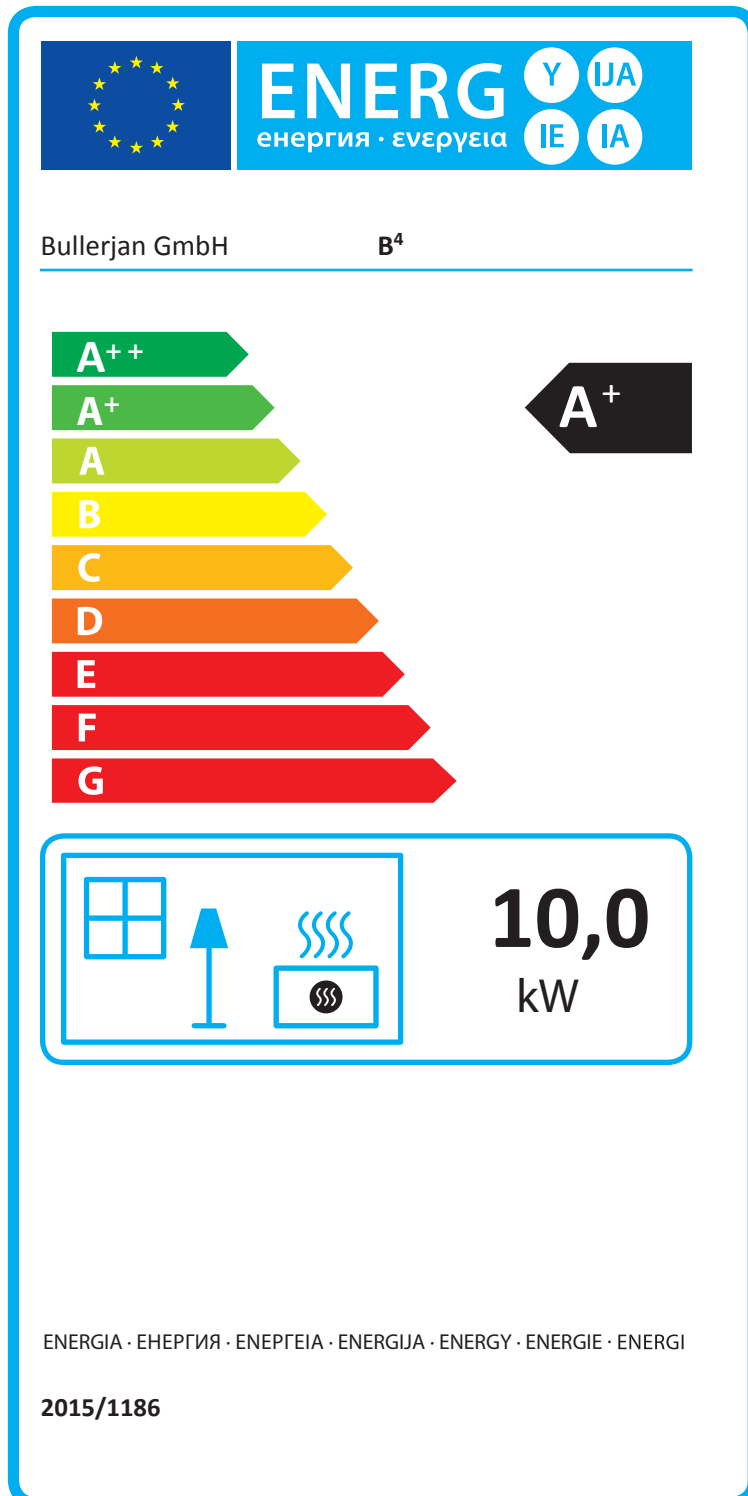 ENERG Y IJA
енергия · ενεργεια IE IA
Bullerjan GmbH B⁴
A++
A+ A+
A
B
C
D
E
F
G
10,0
kW
ENERGIA · ЕНЕРГИЯ · ΕΝΕΡΓΕΙΑ · ENERGIJA · ENERGY · ENERGIE · ENERGI
2015/1186